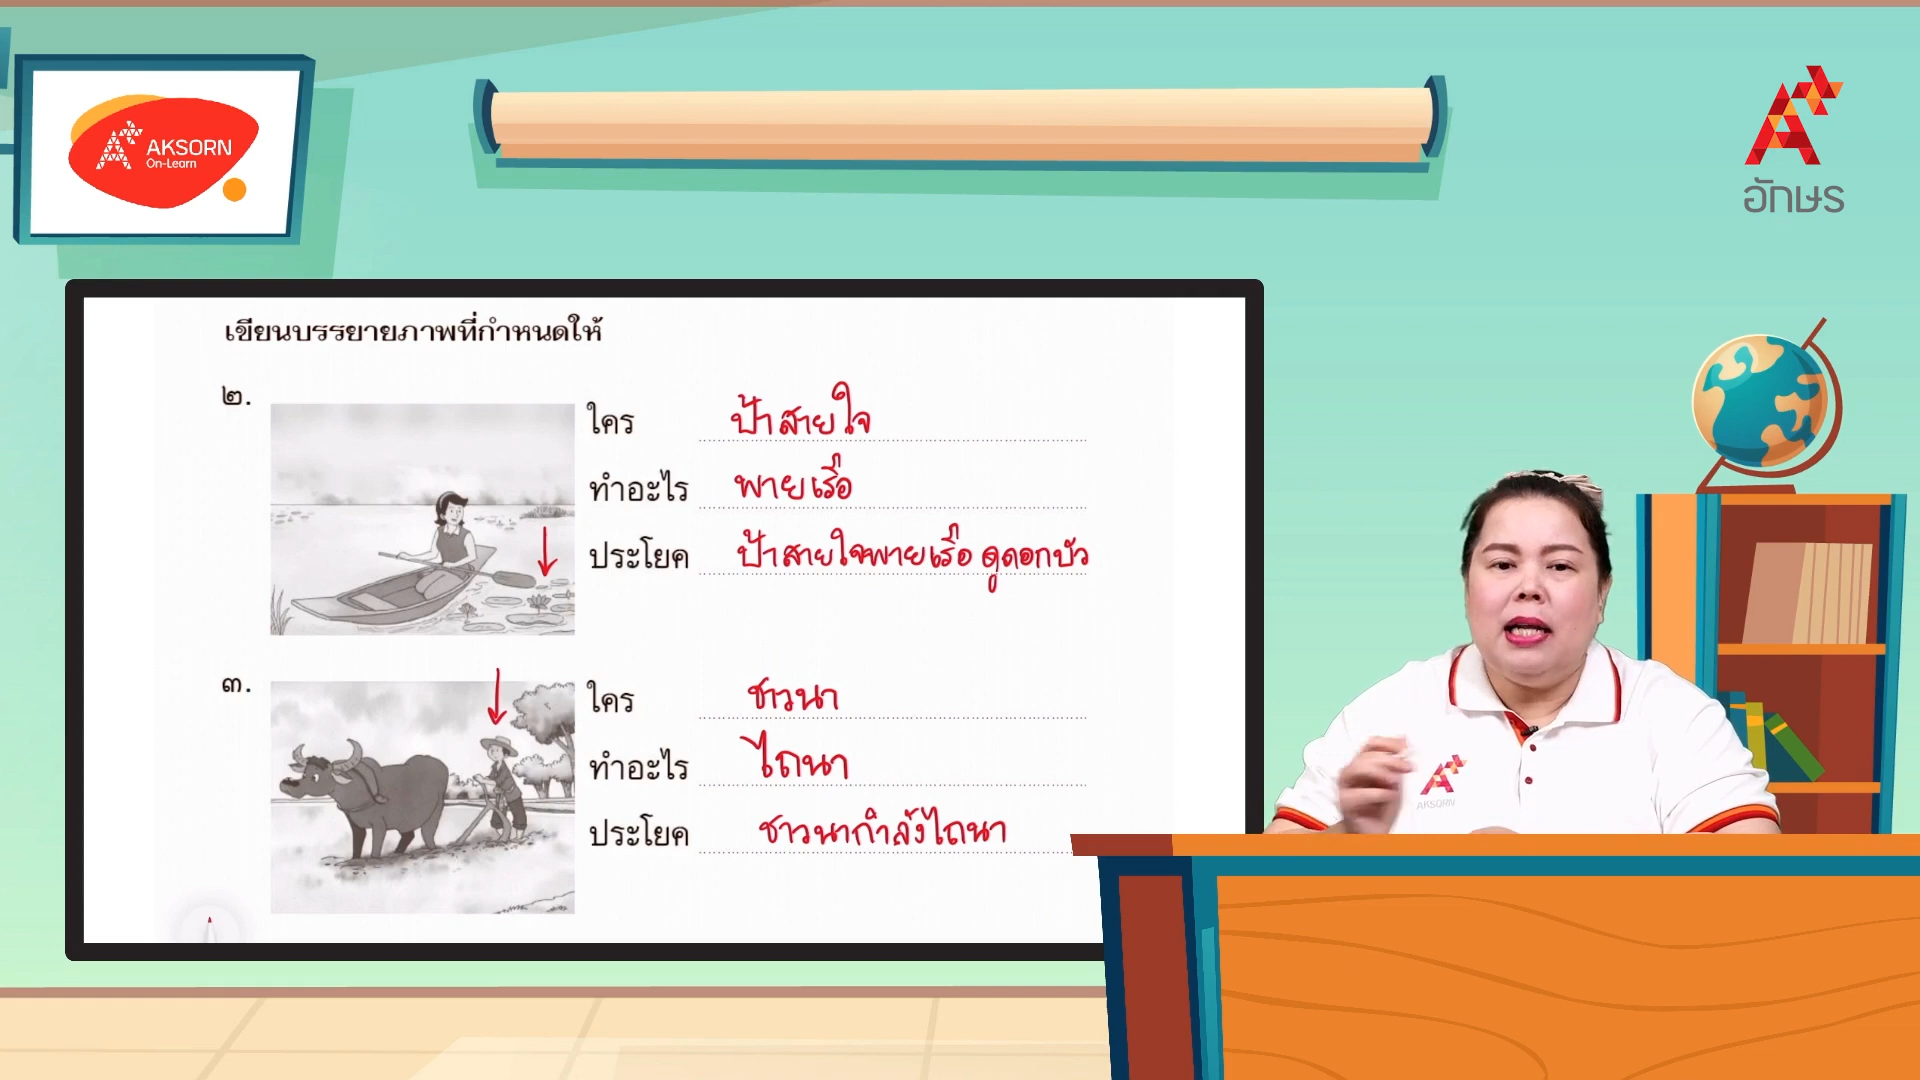 AKSORN
On-Learn
อักษร
เขียนบรรยายภาพที่กำหนดให้
๒.
ใคร ป้าสายใจ
ทำอะไร พายเรือ
ประโยค ป้าสายใจพายเรือ ดูดอกบัว
๓.
ใคร ชาวนา
ทำอะไร ไถนา
ประโยค ชาวนากำลังไถนา
AKSORN